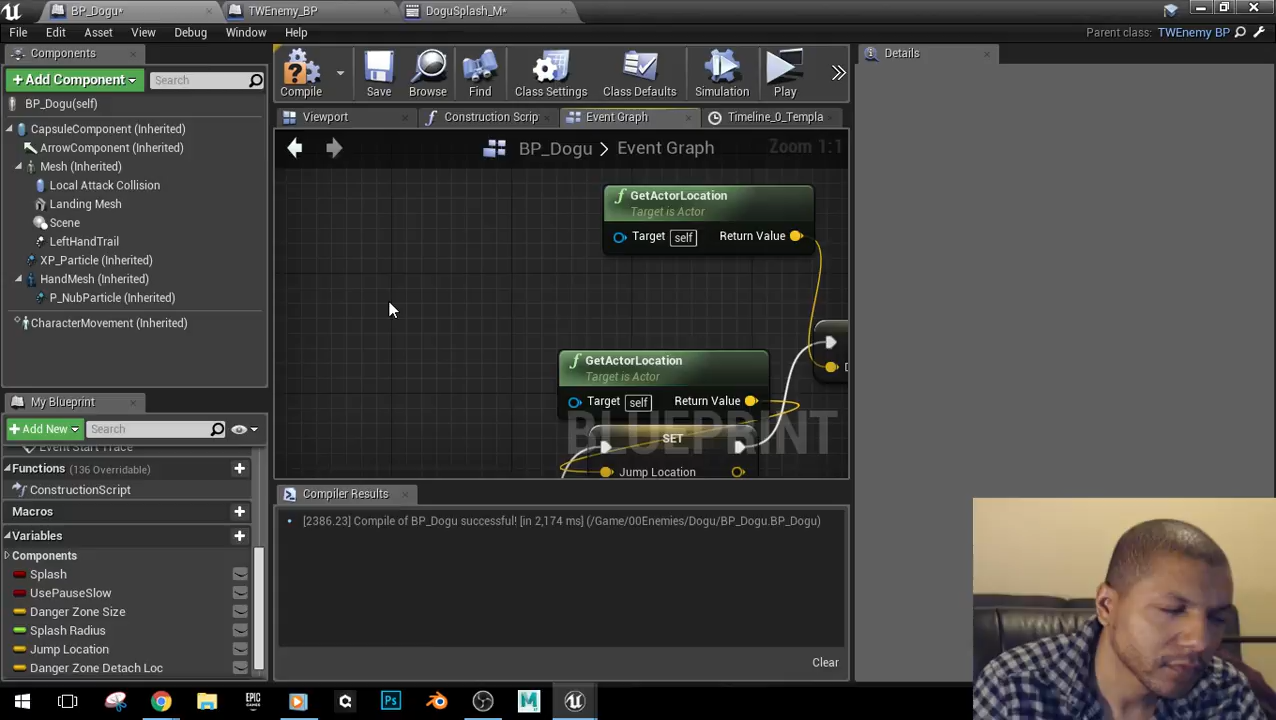 BP_Dogu*
TWEnemy_BP
DoguSplash_M*
File Edit Asset View Debug Window Help
Parent class: TWEnemy BP
Components
Details
+Add Component
Search
Compile
Save
Browse
Find
Class Settings
Class Defaults
Simulation
Play
BP_Dogu(self)
Viewport
Construction Scrip
Event Graph
Timeline_0_Templa
CapsuleComponent (Inherited)
ArrowComponent (Inherited)
Mesh (Inherited)
Local Attack Collision
Landing Mesh
Scene
LeftHandTrail
XP_Particle (Inherited)
HandMesh (Inherited)
P_NubParticle (Inherited)
CharacterMovement (Inherited)
BP_Dogu > Event Graph
Zoom 1:1
GetActorLocation
Target is Actor
Target self Return Value
GetActorLocation
Target is Actor
Target self Return Value
BLUEPRINT
SET
Jump Location
My Blueprint
+Add New
Search
Event Start Trace
Functions (136 Overridable)
ConstructionScript
Macros
Variables
Components
Splash
UsePauseSlow
Danger Zone Size
Splash Radius
Jump Location
Danger Zone Detach Loc
Compiler Results
[2386.23] Compile of BP_Dogu successful! [in 2,174 ms] (/Game/00Enemies/Dogu/BP_Dogu.BP_Dogu)
Clear